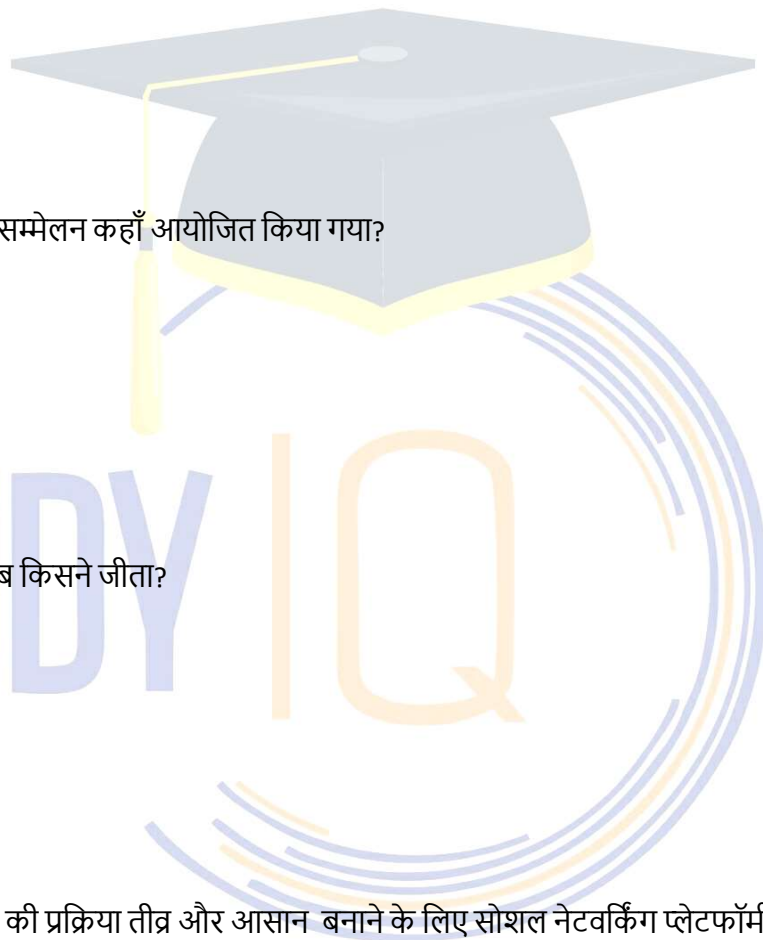 सम्मेलन कहाँ आयोजित किया गया?
DY IQ
किसने जीता?
की प्रक्रिया तीव्र और आसान बनाने के लिए सोशल नेटवर्किंग प्लेटफॉर्म